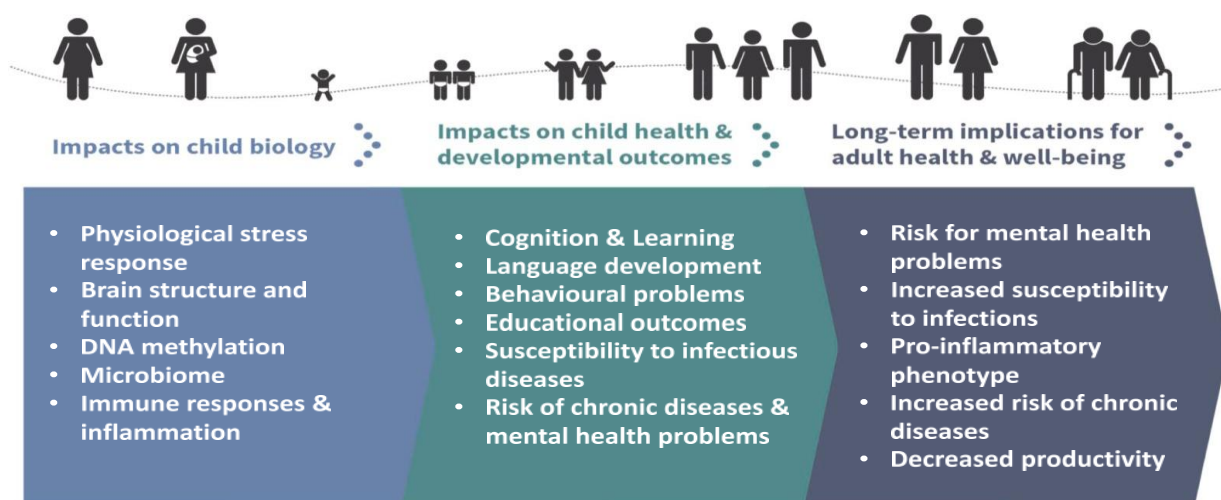 Impacts on child biology
Impacts on child health &
developmental outcomes
Long-term implications for
adult health & well-being
• Physiological stress
response
• Brain structure and
function
• DNA methylation
• Microbiome
• Immune responses &
inflammation
• Cognition & Learning
• Language development
• Behavioural problems
• Educational outcomes
• Susceptibility to infectious
diseases
• Risk of chronic diseases &
mental health problems
• Risk for mental health
problems
• Increased susceptibility
to infections
• Pro-inflammatory
phenotype
• Increased risk of chronic
diseases
• Decreased productivity